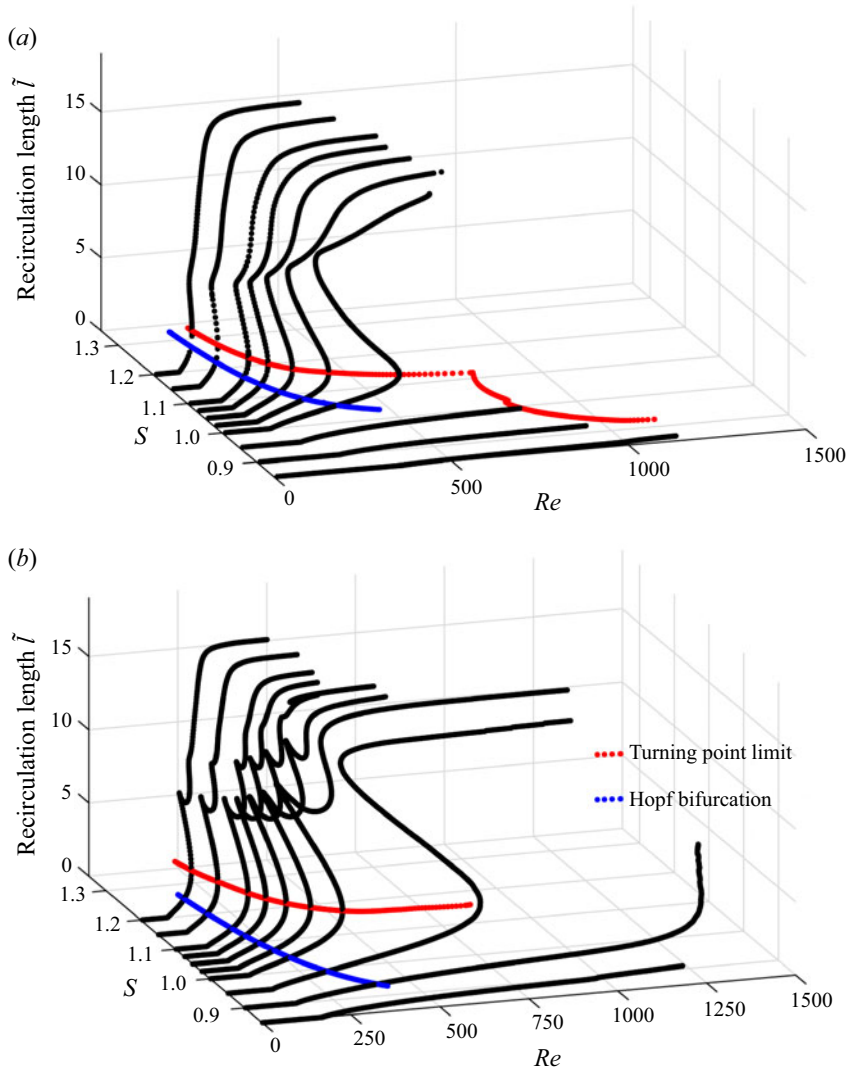 (a)
15
10
5
0
Recirculation length l̃
1.3
1.2
1.1
1.0
0.9
S
0
500
1000
1500
Re
(b)
15
10
5
0
Recirculation length l̃
Turning point limit
Hopf bifurcation
1.3
1.2
1.1
1.0
0.9
S
0
250
500
750
1000
1250
1500
Re